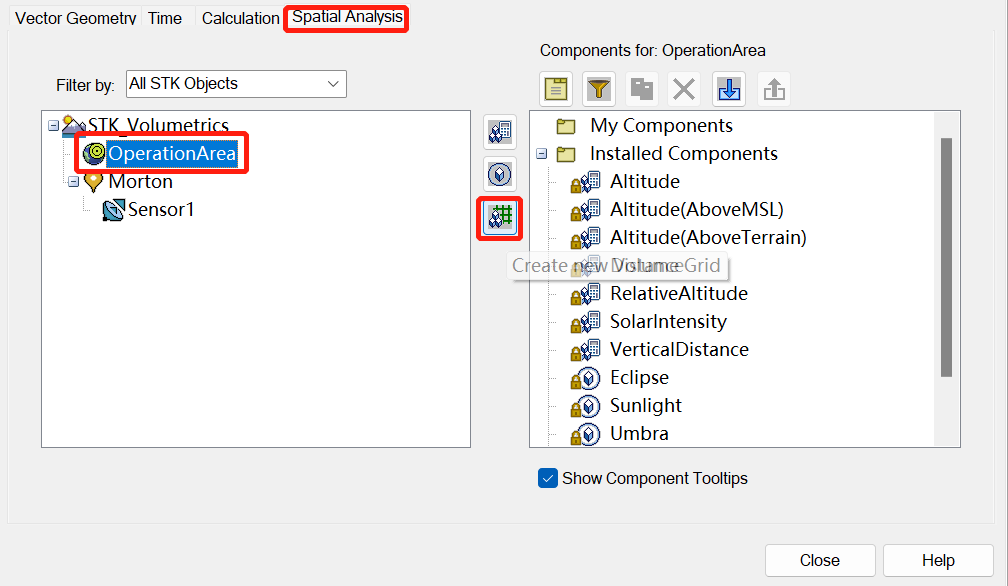 Vector Geometry Time Calculation Spatial Analysis
Components for: OperationArea
Filter by: All STK Objects
STK_Volumetrics
OperationArea
Morton
Sensor1
My Components
Installed Components
Altitude
Altitude(AboveMSL)
Altitude(AboveTerrain)
Create new Volume Grid
Distance
RelativeAltitude
SolarIntensity
VerticalDistance
Eclipse
Sunlight
Umbra
Show Component Tooltips
Close Help